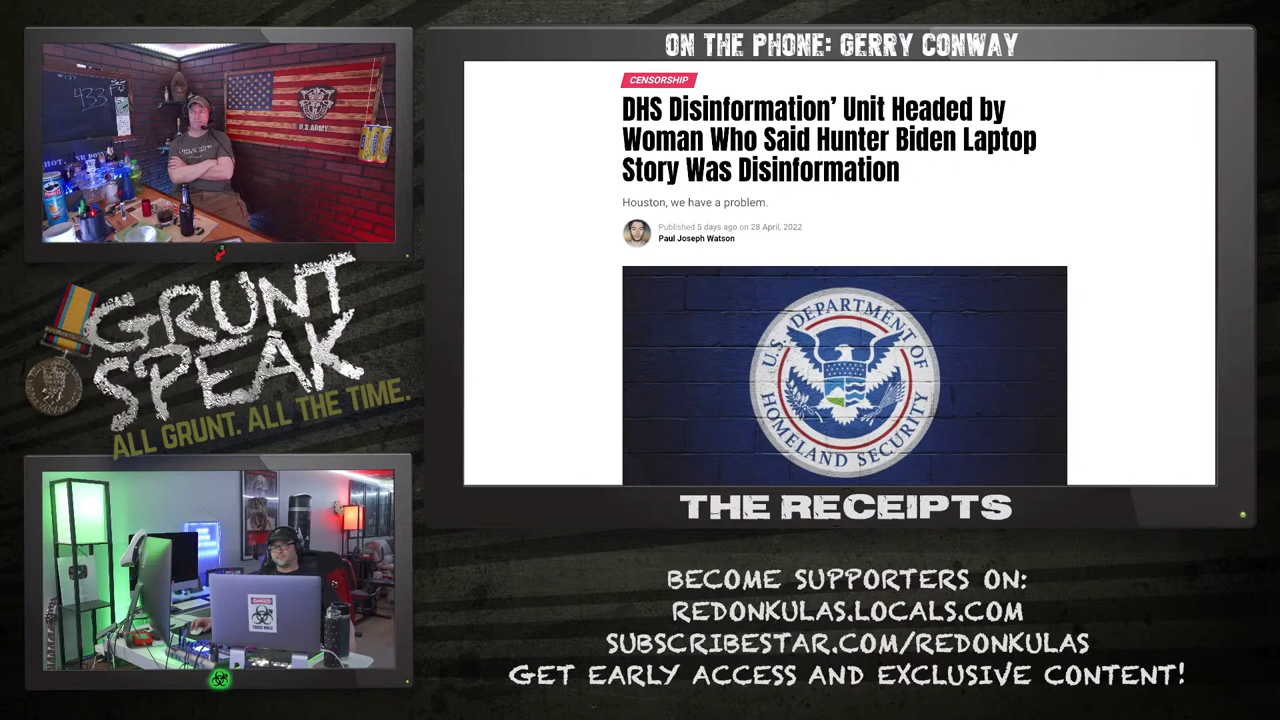 ON THE PHONE: GERRY CONWAY
CENSORSHIP
DHS Disinformation’ Unit Headed by
Woman Who Said Hunter Biden Laptop
Story Was Disinformation
Houston, we have a problem.
Published 5 days ago on 28 April, 2022
Paul Joseph Watson
U.S. DEPARTMENT OF
HOMELAND SECURITY
THE RECEIPTS
433
U.S. ARMY
GRUNT
SPEAK
ALL GRUNT. ALL THE TIME.
DANGER
BECOME SUPPORTERS ON:
REDONKULAS.LOCALS.COM
SUBSCRIBESTAR.COM/REDONKULAS
GET EARLY ACCESS AND EXCLUSIVE CONTENT!